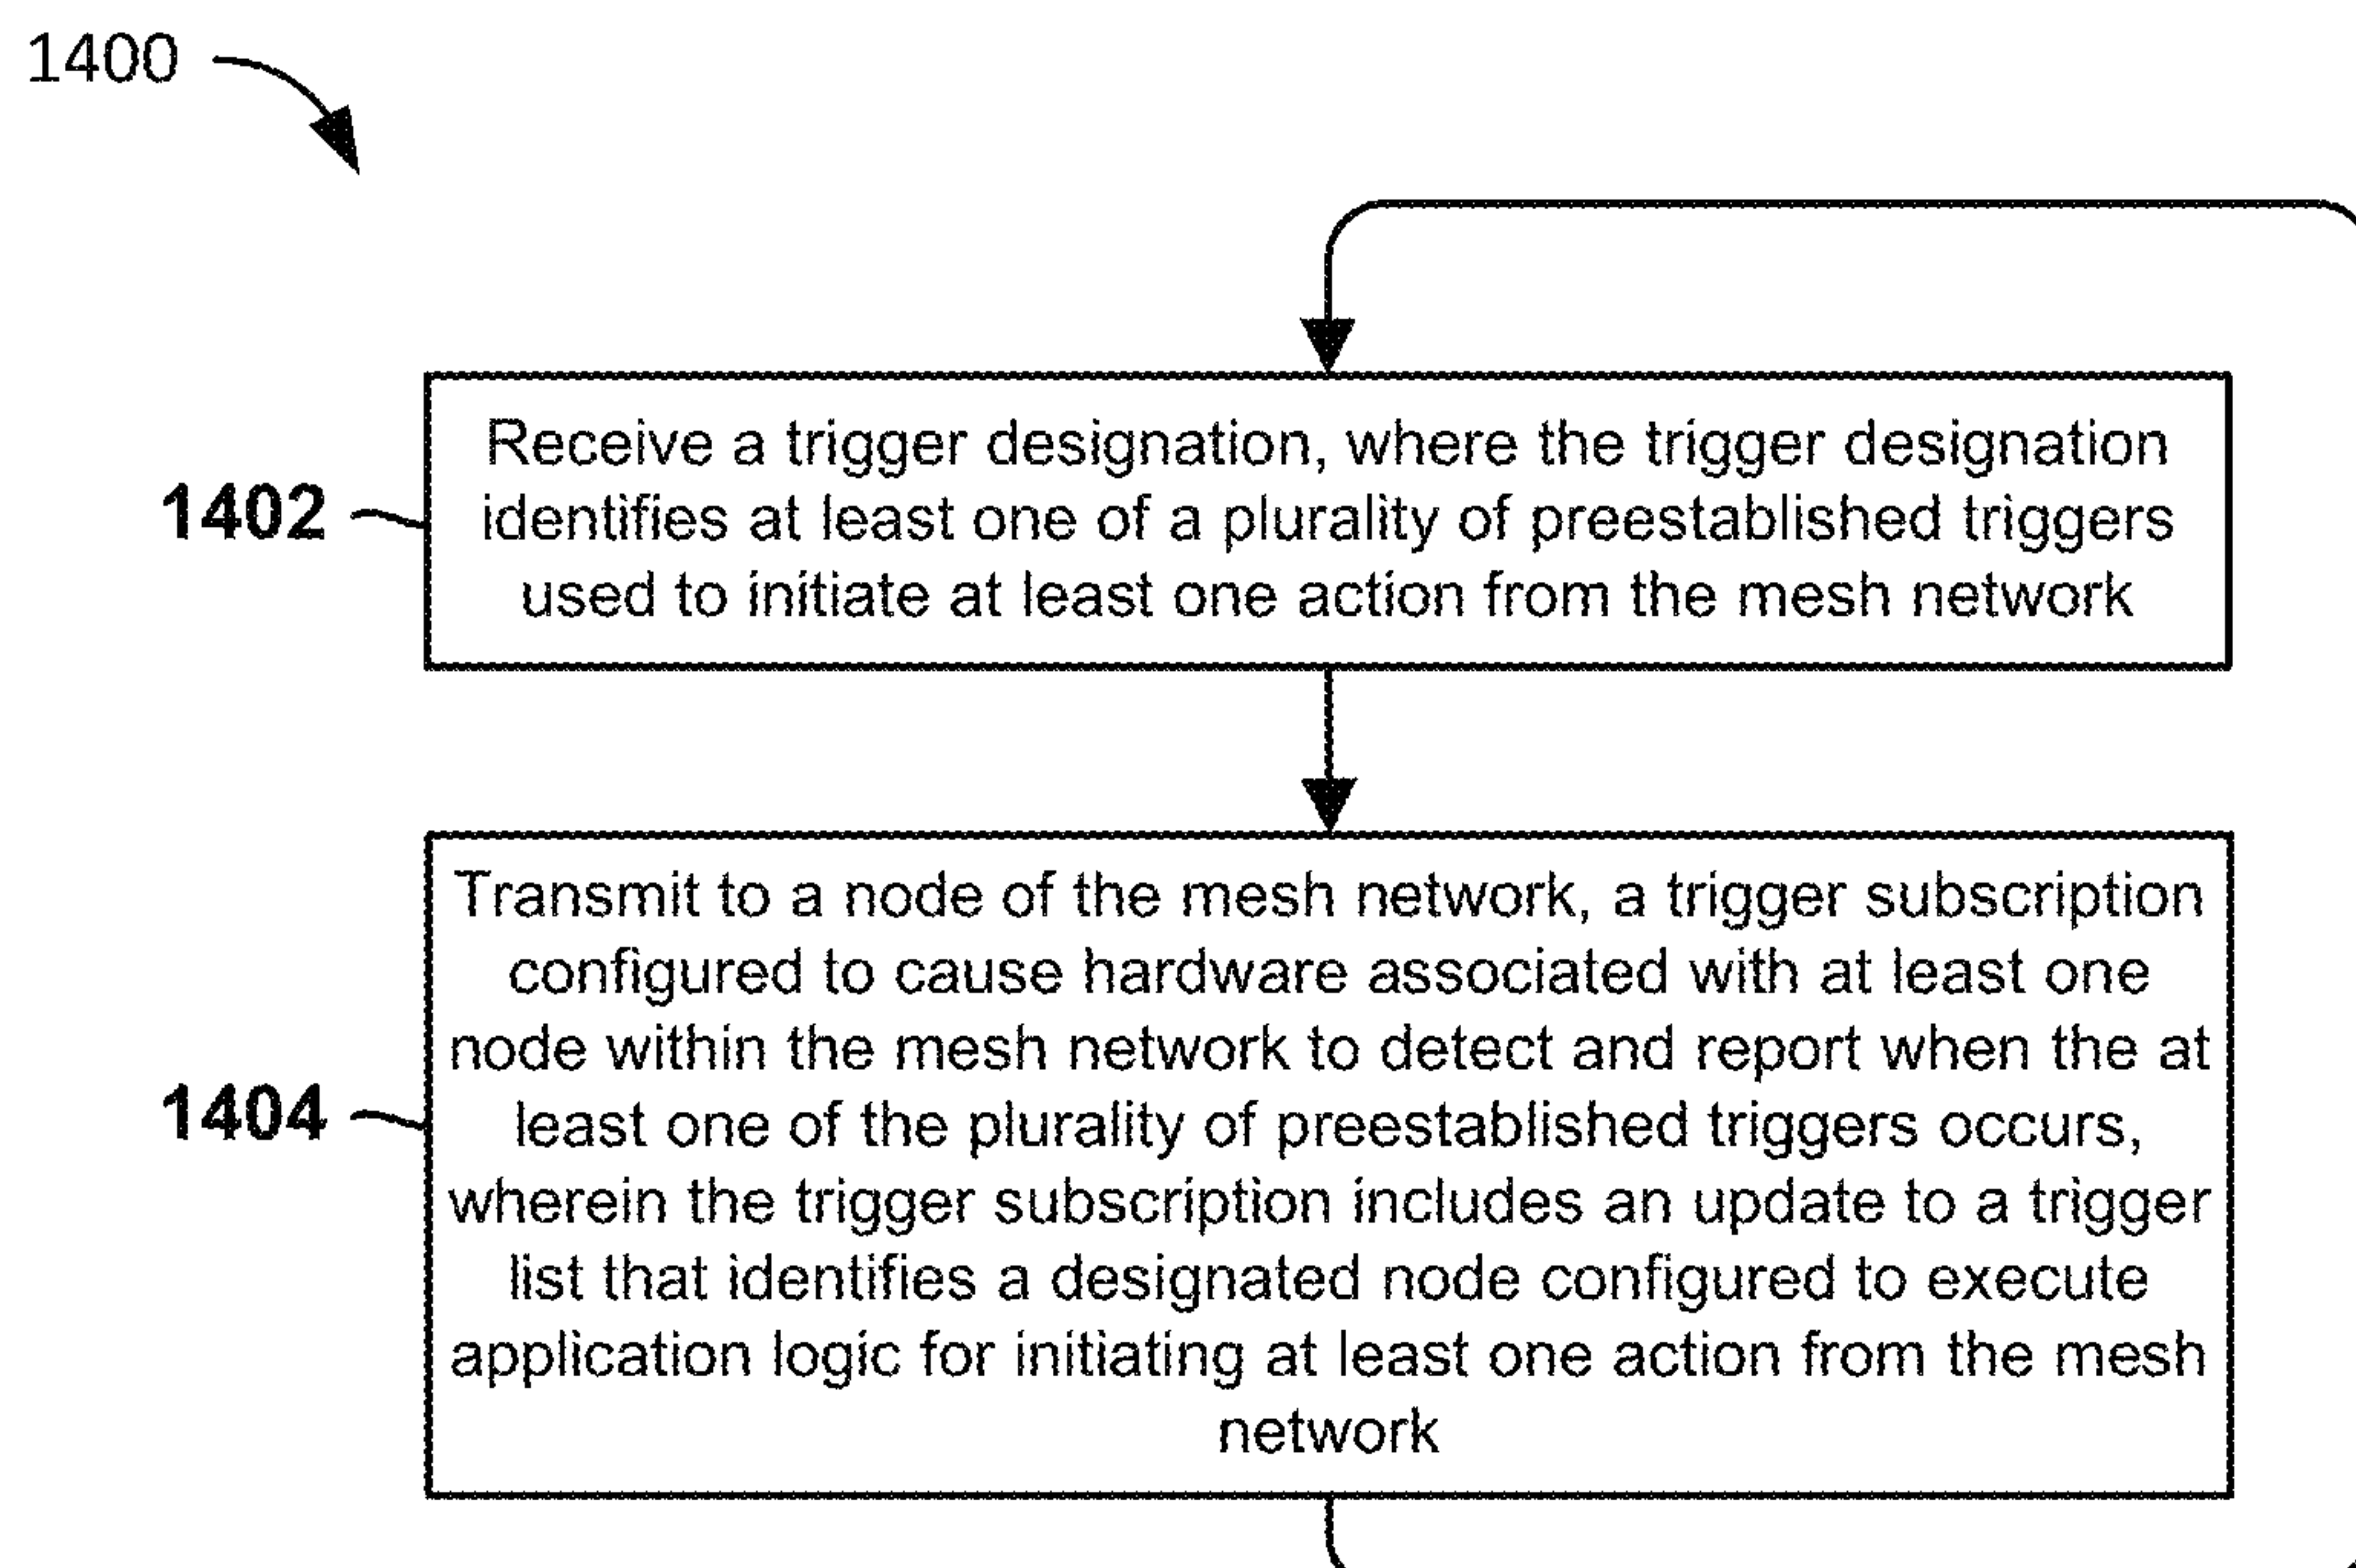 1400
1402
Receive a trigger designation, where the trigger designation
identifies at least one of a plurality of preestablished triggers
used to initiate at least one action from the mesh network
1404
Transmit to a node of the mesh network, a trigger subscription
configured to cause hardware associated with at least one
node within the mesh network to detect and report when the at
least one of the plurality of preestablished triggers occurs,
wherein the trigger subscription includes an update to a trigger
list that identifies a designated node configured to execute
application logic for initiating at least one action from the mesh
network